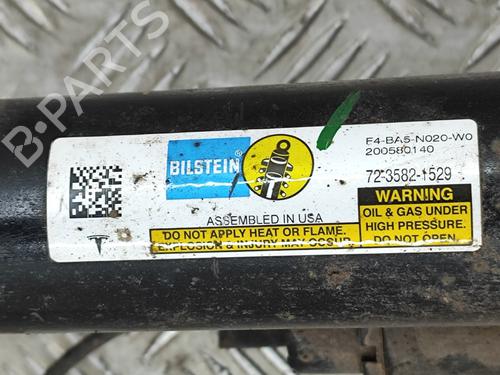 B-PARTS
BILSTEIN®
F4-BA5-N020-W0
200580140
72-3582-1529
ASSEMBLED IN USA
DO NOT APPLY HEAT OR FLAME.
EXPLOSION & INJURY MAY OCCUR.
WARNING
OIL & GAS UNDER
HIGH PRESSURE.
DO NOT OPEN.